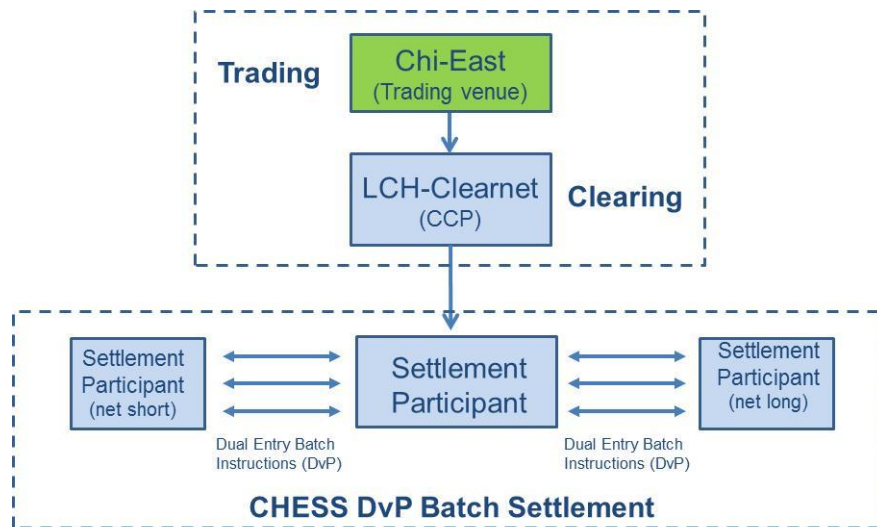 Trading
Chi-East
(Trading venue)
LCH-Clearnet
(CCP)
Clearing
Settlement
Participant
(net short)
Settlement
Participant
Settlement
Participant
(net long)
Dual Entry Batch
Instructions (DvP)
Dual Entry Batch
Instructions (DvP)
CHESS DvP Batch Settlement